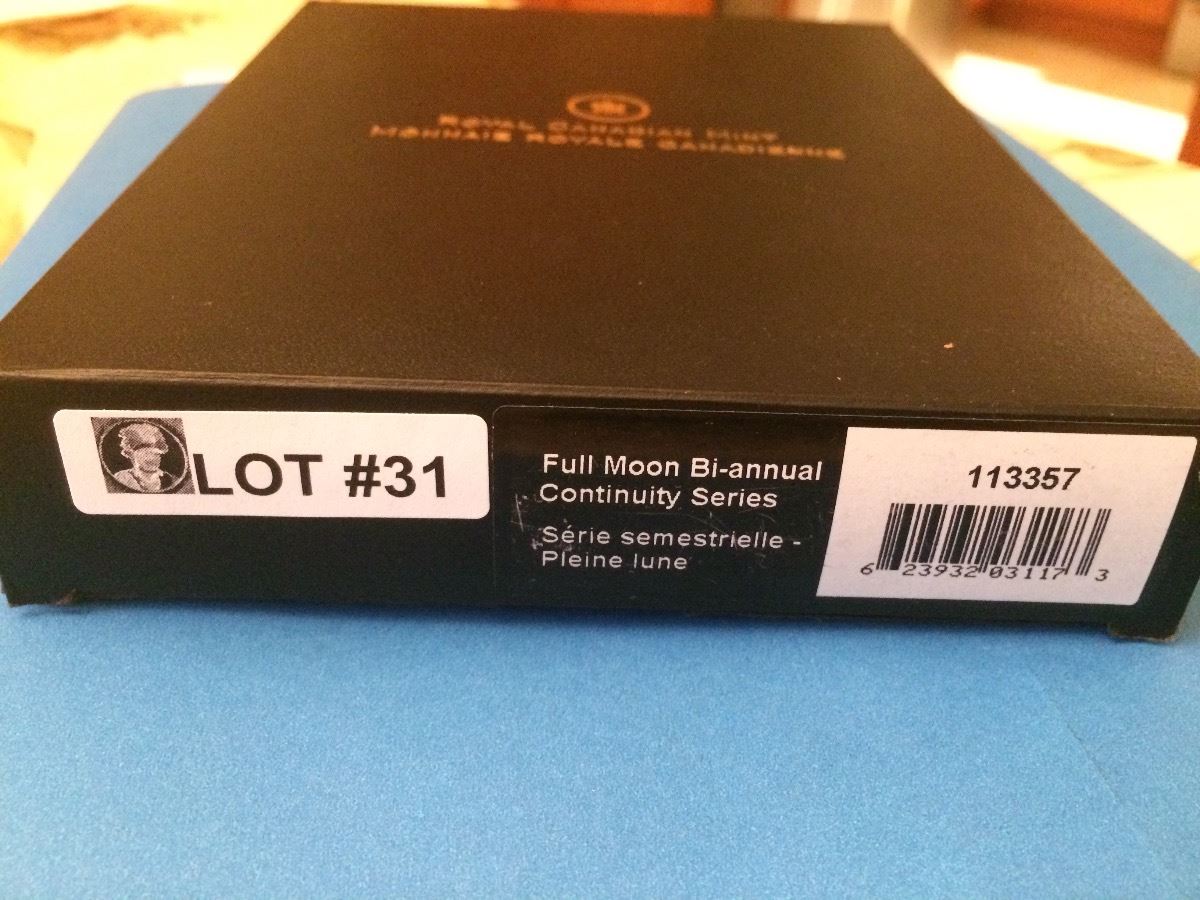 ROYAL CANADIAN MINT
MONNAIE ROYALE CANADIENNE
LOT #31
Full Moon Bi-annual
Continuity Series
Série semestrielle -
Pleine lune
113357
6 23932 03117 3